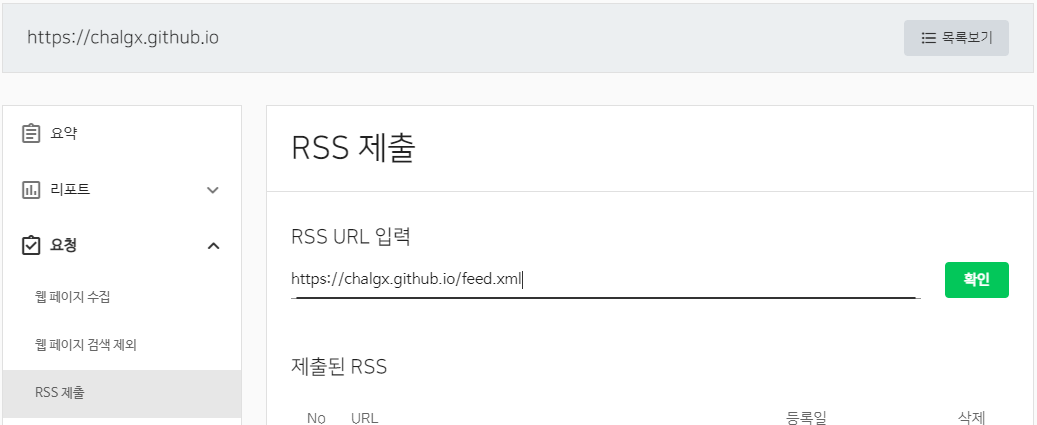 https://chalgx.github.io
목록보기
요약
리포트
요청
웹 페이지 수집
웹 페이지 검색 제외
RSS 제출
RSS 제출
RSS URL 입력
https://chalgx.github.io/feed.xml
확인
제출된 RSS
No URL 등록일 삭제